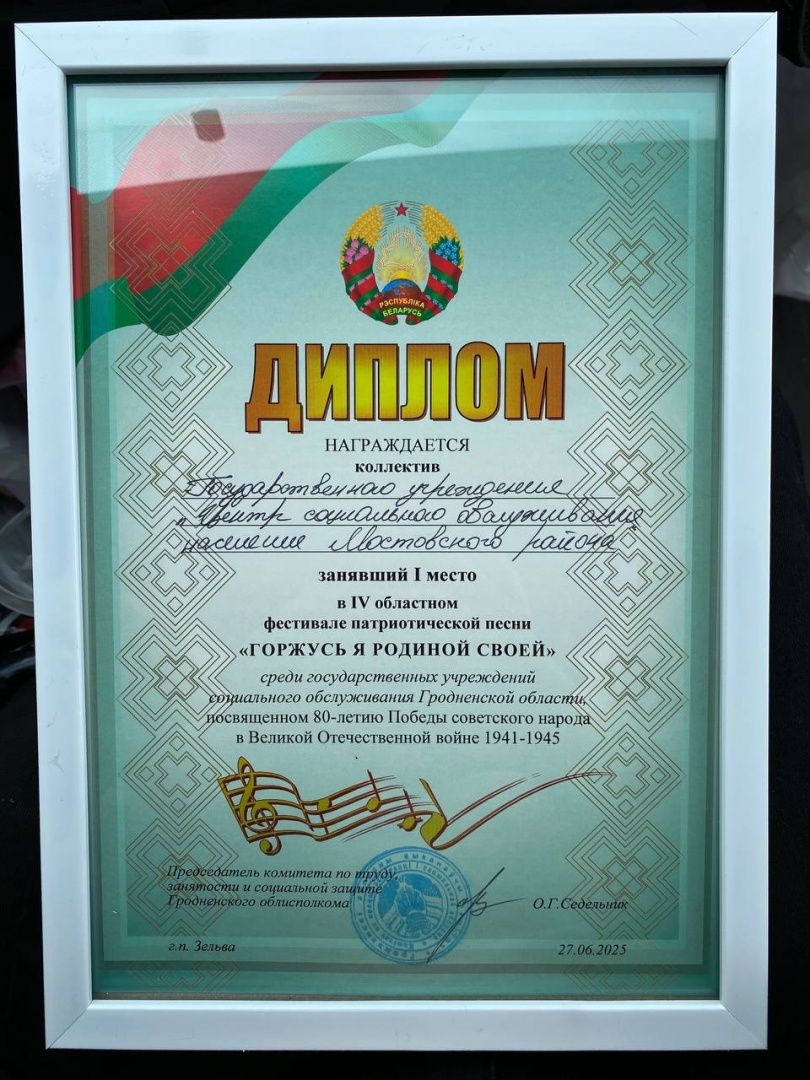 РЭСПУБЛІКА
БЕЛАРУСЬ
ДИПЛОМ
НАГРАЖДАЕТСЯ
коллектив
Государственного учреждения
"Центр социального обслуживания
населения Мостовского района"
занявший I место
в IV областном
фестивале патриотической песни
«ГОРЖУСЬ Я РОДИНОЙ СВОЕЙ»
среди государственных учреждений
социального обслуживания Гродненской области,
посвященном 80-летию Победы советского народа
в Великой Отечественной войне 1941-1945
Председатель комитета по труду,
занятости и социальной защите
Гродненского облисполкома
О.Г.Седельник
г.п. Зельва
27.06.2025